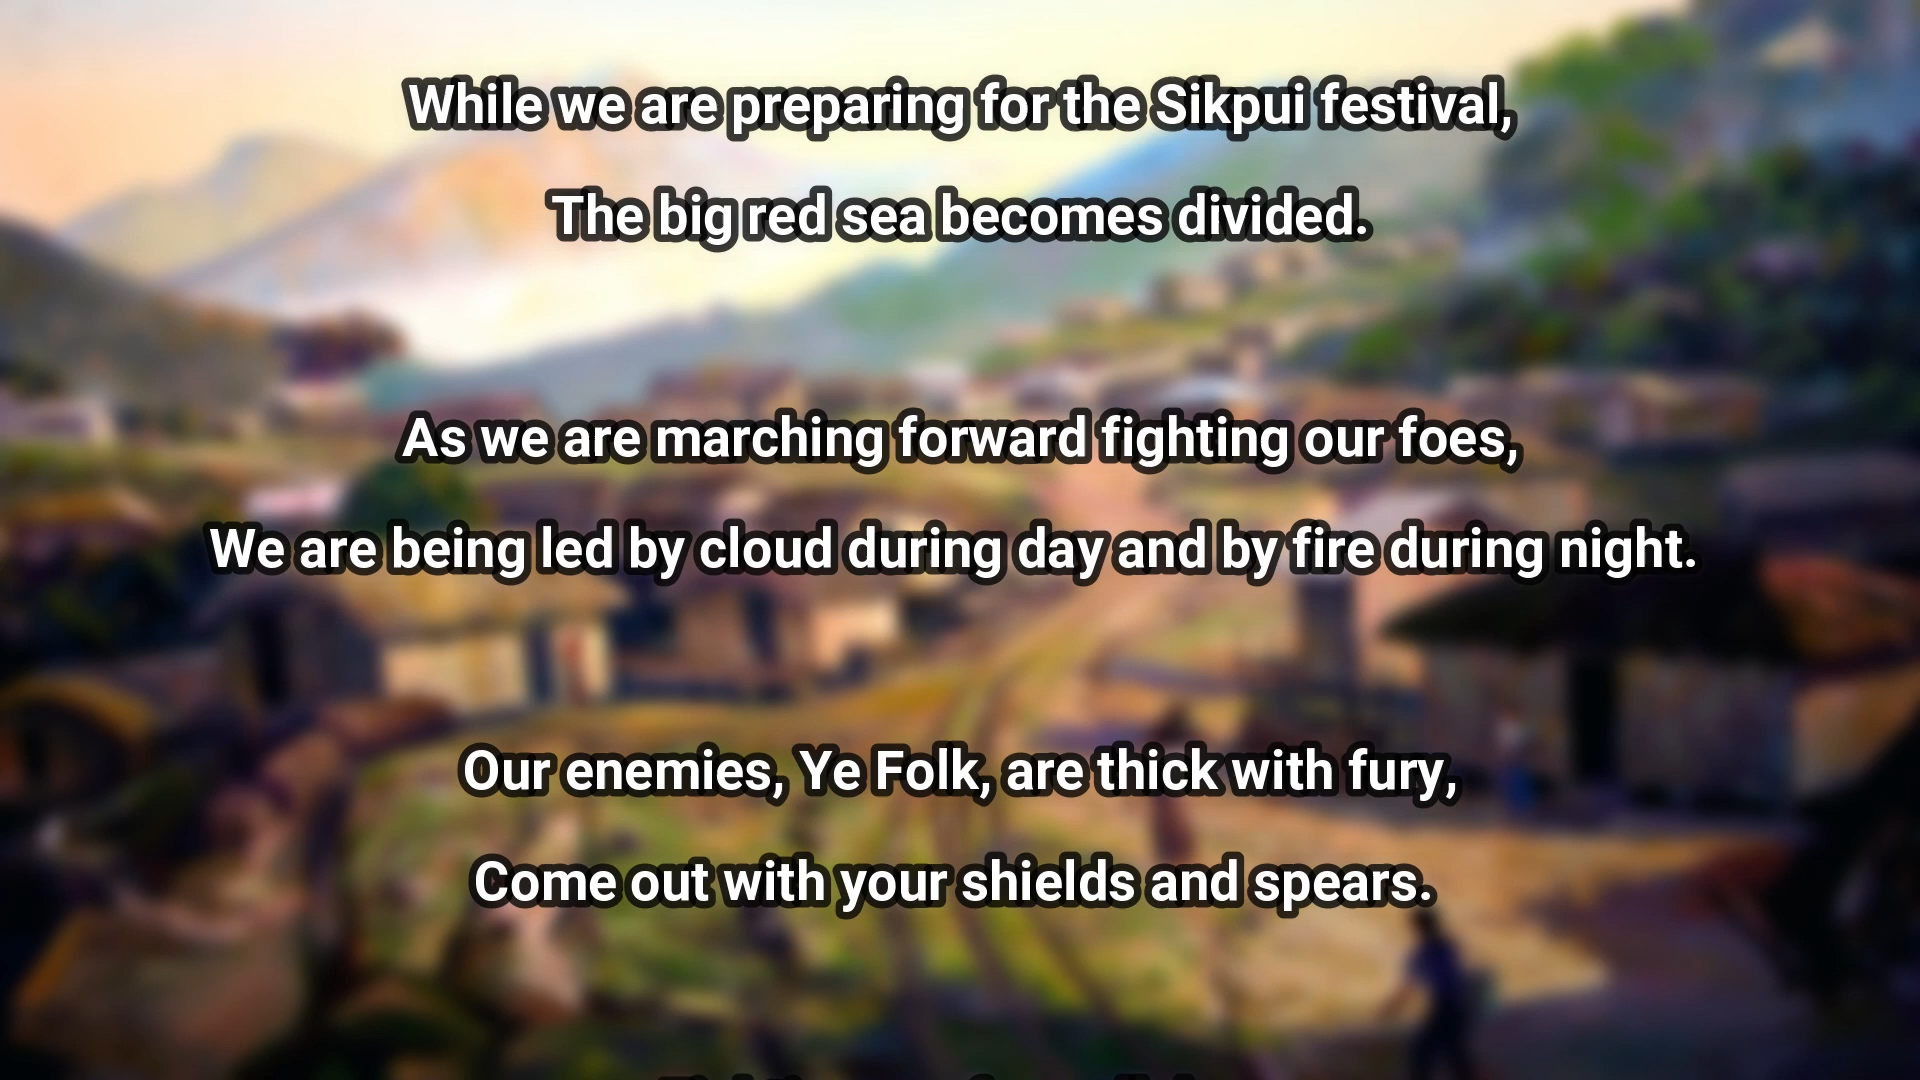 While we are preparing for the Sikpui festival,
The big red sea becomes divided.
As we are marching forward fighting our foes,
We are being led by cloud during day and by fire during night.
Our enemies, Ye Folk, are thick with fury,
Come out with your shields and spears.